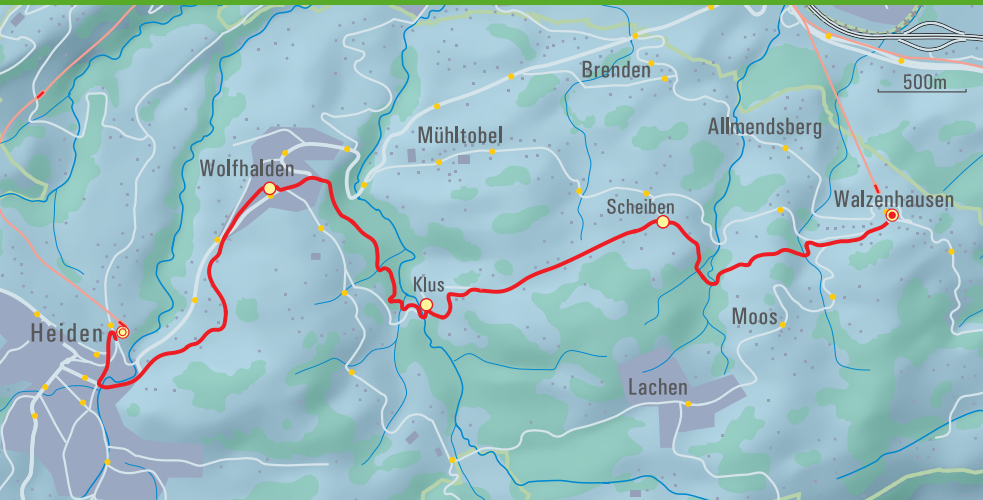 Brenden
500m
Allmendsberg
Mühltobel
Wolfhalden
Walzenhausen
Scheiben
Klus
Moos
Heiden
Lachen